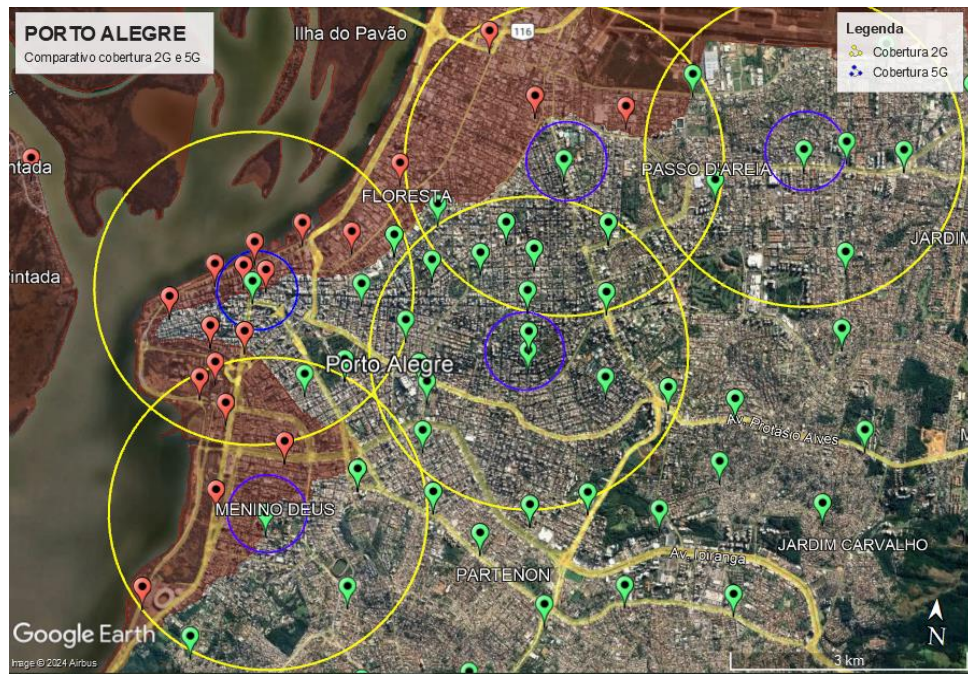 PORTO ALEGRE
Comparativo cobertura 2G e 5G
Ilha do Pavão
116
Legenda
Cobertura 2G
Cobertura 5G
ntada
FLORESTA
PASSO D'AREIA
JARDIM
intada
Porto Alegre
Av. Protásio Alves
MENINO DEUS
JARDIM CARVALHO
Av. Ipiranga
PARTENON
Google Earth
Image © 2024 Airbus
N
3 km